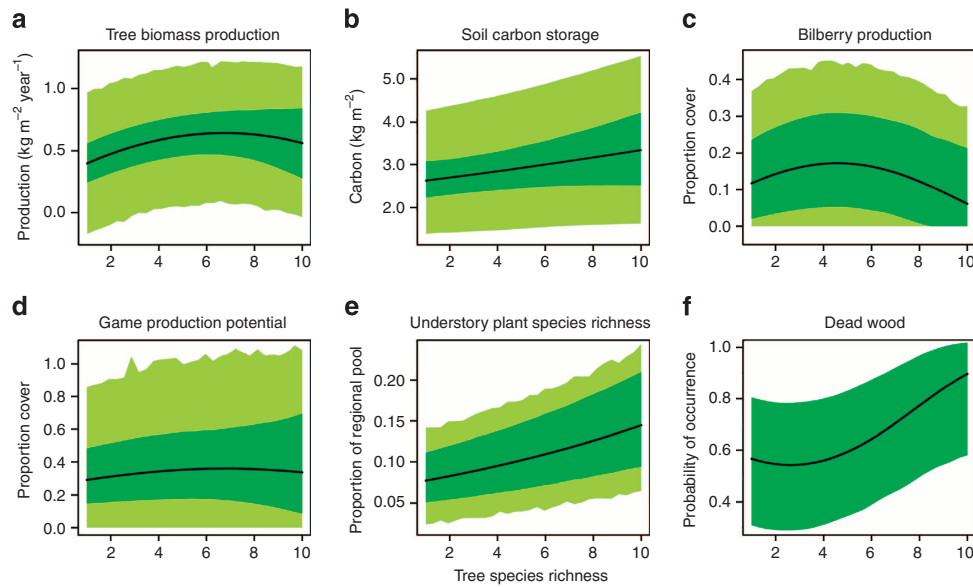 a
Tree biomass production
Production (kg m−2 year−1)
1.0
0.5
0.0
2 4 6 8 10
b
Soil carbon storage
Carbon (kg m−2)
5.0
4.0
3.0
2.0
2 4 6 8 10
c
Bilberry production
Proportion cover
0.4
0.3
0.2
0.1
0.0
2 4 6 8 10
d
Game production potential
Proportion cover
1.0
0.8
0.6
0.4
0.2
0.0
2 4 6 8 10
e
Understory plant species richness
Proportion of regional pool
0.20
0.15
0.10
0.05
2 4 6 8 10
Tree species richness
f
Dead wood
Probability of occurrence
1.0
0.8
0.6
0.4
2 4 6 8 10